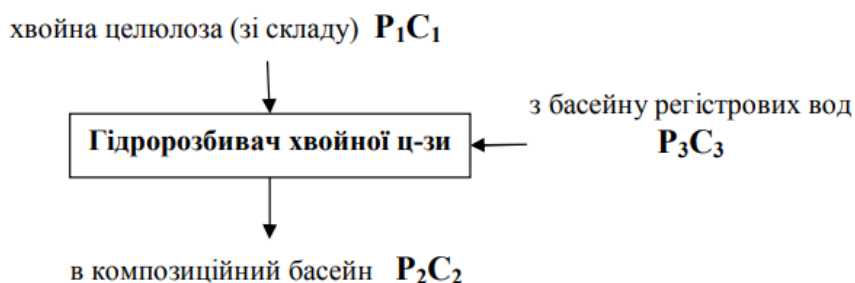 хвойна целюлоза (зі складу) P₁C₁
з басейну регістрових вод
Гідророзбивач хвойної ц-зи
P₃C₃
в композиційний басейн P₂C₂